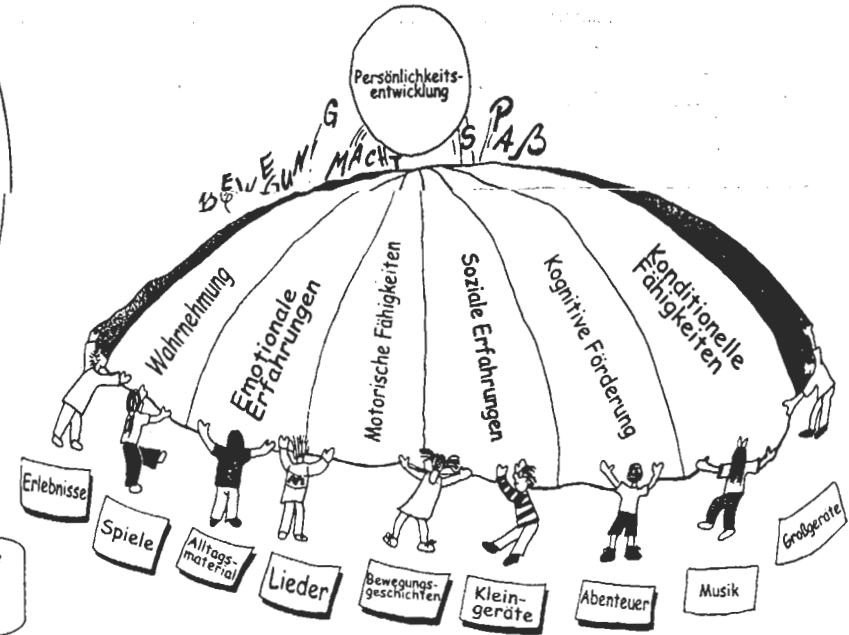 Persönlichkeits-
entwicklung
BEWEGUNG MACHT SPAß
Wahrnehmung
Emotionale
Erfahrungen
Motorische Fähigkeiten
Soziale Erfahrungen
Kognitive Förderung
Konditionelle
Fähigkeiten
Erlebnisse
Spiele
Alltags-
material
Lieder
Bewegungs-
geschichten
Klein-
geräte
Abenteuer
Musik
Großgeräte